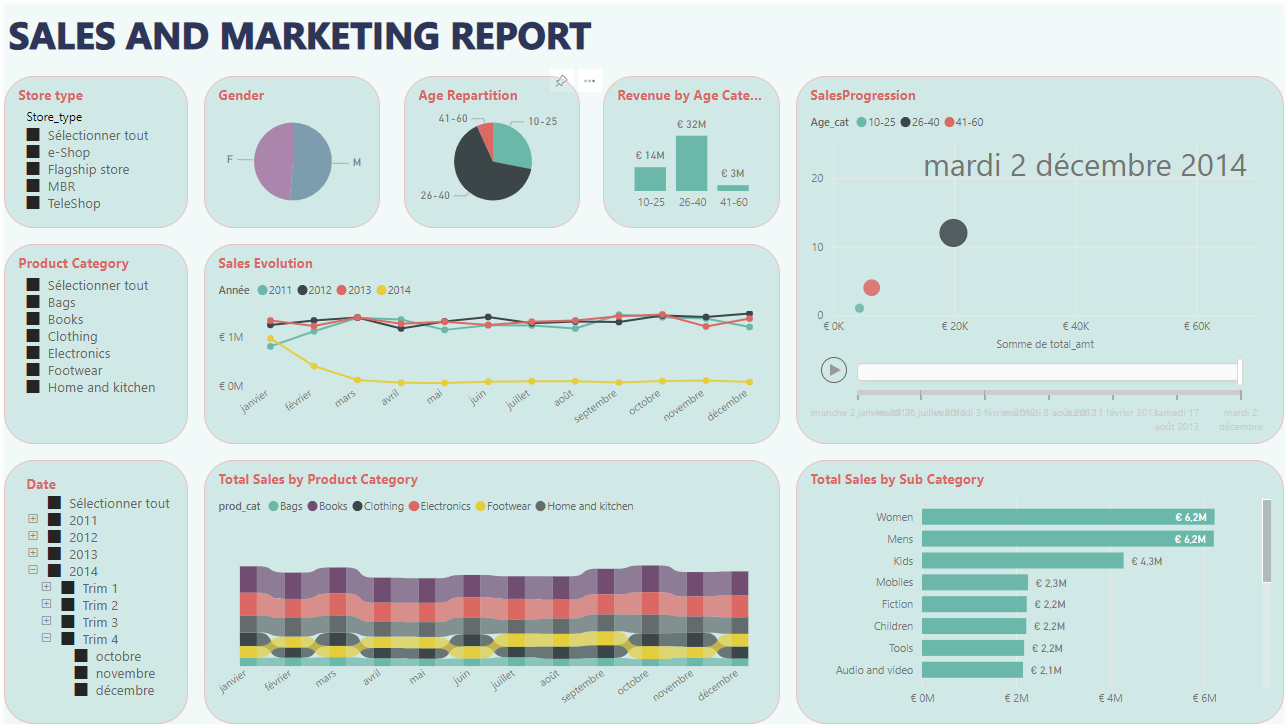 SALES AND MARKETING REPORT
Store type
Store_type
Sélectionner tout
e-Shop
Flagship store
MBR
TeleShop
Gender
F
M
Age Repartition
41-60
10-25
26-40
Revenue by Age Cate...
€ 14M
€ 32M
€ 3M
10-25 26-40 41-60
SalesProgression
Age_cat 10-25 26-40 41-60
mardi 2 décembre 2014
20
10
0
€ 0K € 20K € 40K € 60K
Somme de total_amt
samedi 17
août 2013
mardi 2
décembre
Product Category
Sélectionner tout
Bags
Books
Clothing
Electronics
Footwear
Home and kitchen
Sales Evolution
Année 2011 2012 2013 2014
€ 1M
€ 0M
janvier février mars avril mai juin juillet août septembre octobre novembre décembre
Date
Sélectionner tout
2011
2012
2013
2014
Trim 1
Trim 2
Trim 3
Trim 4
octobre
novembre
décembre
Total Sales by Product Category
prod_cat Bags Books Clothing Electronics Footwear Home and kitchen
janvier février mars avril mai juin juillet août septembre octobre novembre décembre
Total Sales by Sub Category
Women € 6,2M
Mens € 6,2M
Kids € 4,3M
Mobiles € 2,3M
Fiction € 2,2M
Children € 2,2M
Tools € 2,2M
Audio and video € 2,1M
€ 0M € 2M € 4M € 6M